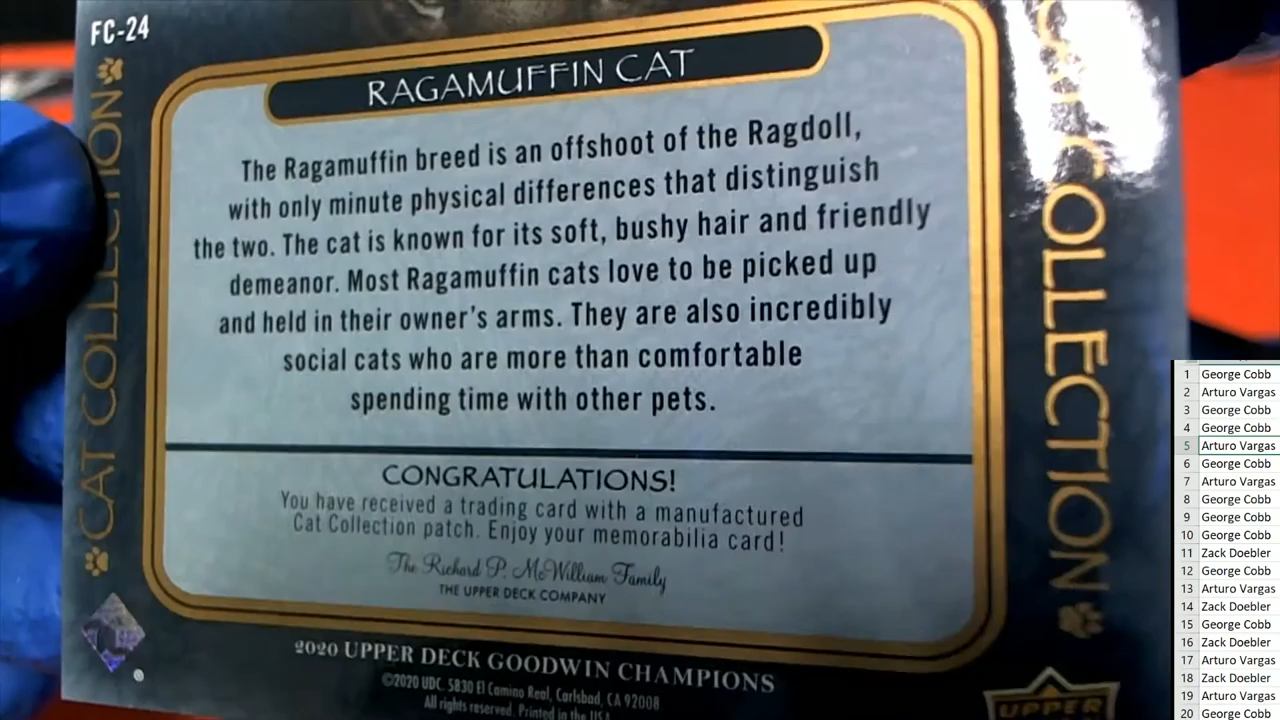 FC-24
CAT COLLECTION
RAGAMUFFIN CAT
The Ragamuffin breed is an offshoot of the Ragdoll,
with only minute physical differences that distinguish
the two. The cat is known for its soft, bushy hair and friendly
demeanor. Most Ragamuffin cats love to be picked up
and held in their owner's arms. They are also incredibly
social cats who are more than comfortable
spending time with other pets.
CONGRATULATIONS!
You have received a trading card with a manufactured
Cat Collection patch. Enjoy your memorabilia card!
The Richard P. McWilliam Family
THE UPPER DECK COMPANY
2020 UPPER DECK GOODWIN CHAMPIONS
©2020 UDC. 5830 El Camino Real, Carlsbad, CA 92008
All rights reserved. Printed in the USA
COLLECTION
UPPER
1 George Cobb
2 Arturo Vargas
3 George Cobb
4 George Cobb
5 Arturo Vargas
6 George Cobb
7 Arturo Vargas
8 George Cobb
9 George Cobb
10 George Cobb
11 Zack Doebler
12 George Cobb
13 Arturo Vargas
14 Zack Doebler
15 George Cobb
16 Zack Doebler
17 Arturo Vargas
18 Zack Doebler
19 Arturo Vargas
20 George Cobb